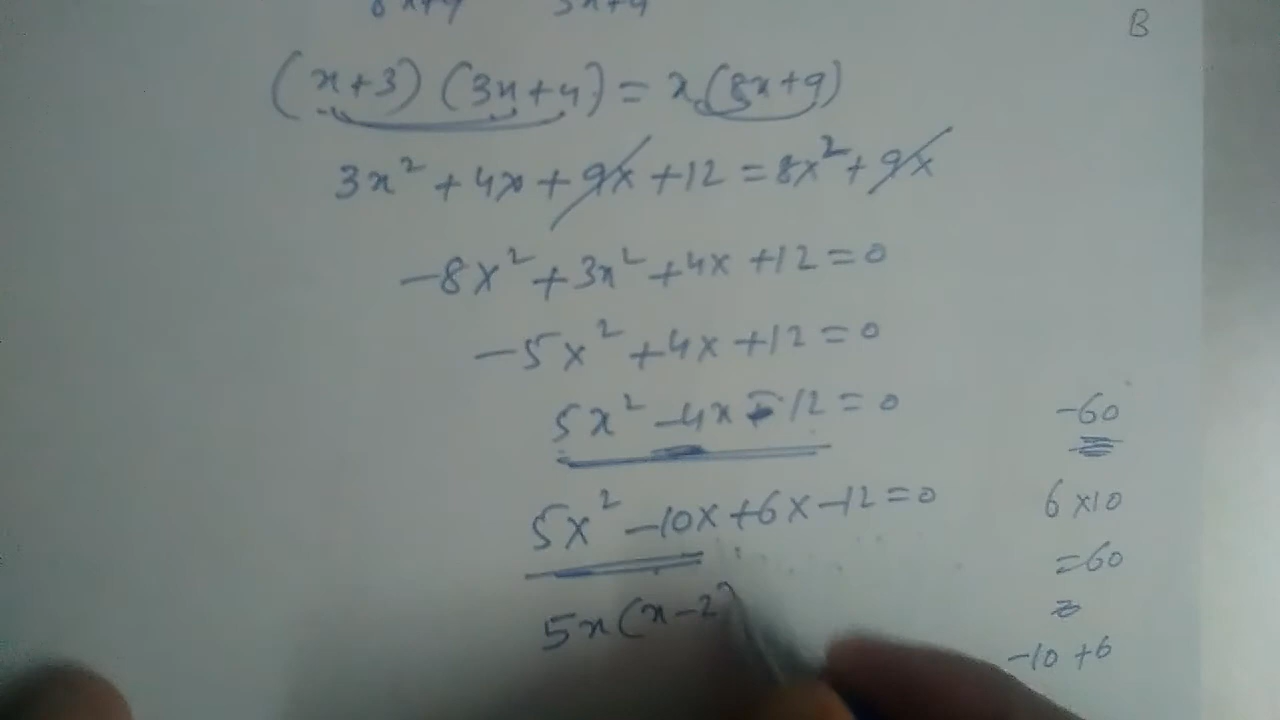 B
(x+3) (3x+4) = x (8x+9)
3x² + 4x + 9x + 12 = 8x² + 9x
-8x² + 3x² + 4x + 12 = 0
-5x² + 4x + 12 = 0
5x² - 4x - 12 = 0
-60
5x² - 10x + 6x - 12 = 0
6 x 10
= 60
5x (x-2)
-10 + 6